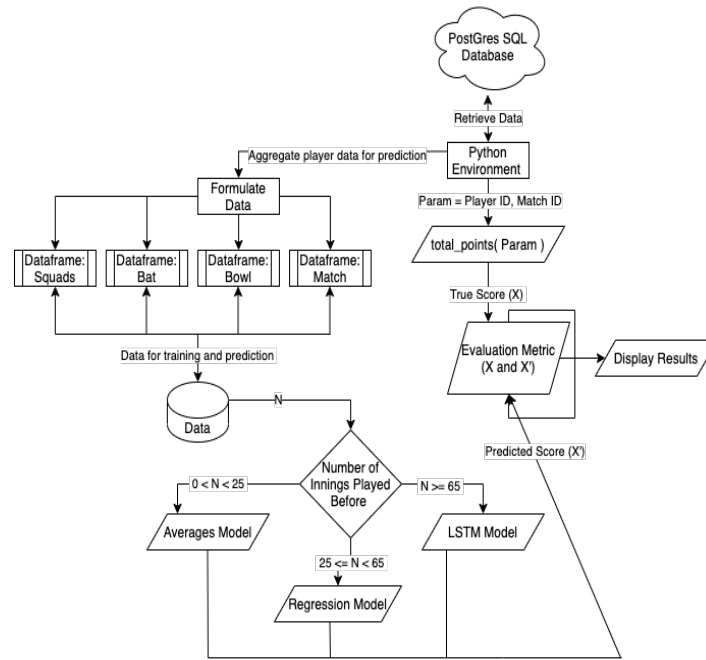 PostGres SQL
Database
Retrieve Data
Python
Environment
Aggregate player data for prediction
Formulate
Data
Param = Player ID, Match ID
total_points( Param )
Dataframe:
Squads
Dataframe:
Bat
Dataframe:
Bowl
Dataframe:
Match
True Score (X)
Evaluation Metric
(X and X')
Display Results
Data for training and prediction
Data
N
Number of
Innings Played
Before
Predicted Score (X')
0 < N < 25
N >= 65
Averages Model
LSTM Model
25 <= N < 65
Regression Model